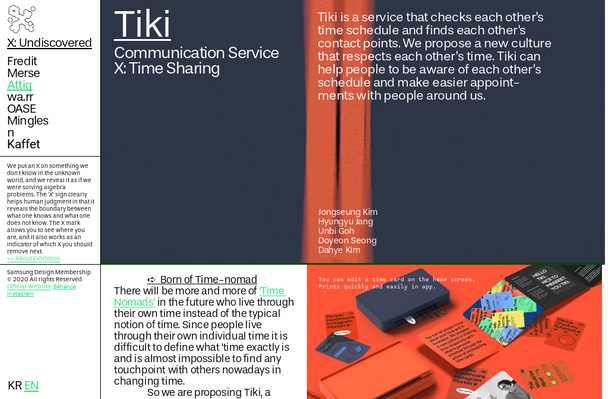 X: Undiscovered
Fredit
Merse
Attiq
wa.rr
OASE
Mingles
n
Kaffet
We put an X on something we
don't know in the unknown
world, and we reveal it as if we
were solving algebra
problems. The 'X' sign clearly
helps human judgment in that it
reveals the boundary between
what one knows and what one
does not know. The X mark
allows you to see where you
are, and it also works as an
indicator of which X you should
remove next.
>> About Exhibition
Samsung Design Membership
© 2020 All rights Reserved
Official Website Bēhance
Instagram
KR EN
Tiki
Communication Service
X: Time Sharing
Tiki is a service that checks each other's
time schedule and finds each other's
contact points. We propose a new culture
that respects each other's time. Tiki can
help people to be aware of each other's
schedule and make easier appoint-
ments with people around us.
Jongseung Kim
Hyungyu Jang
Unbi Goh
Doyeon Seong
Dahye Kim
➪ Born of Time-nomad
There will be more and more of 'Time
Nomads' in the future who live through
their own time instead of the typical
notion of time. Since people live
through their own individual time it is
difficult to define what 'time exactly is
and is almost impossible to find any
touchpoint with others nowadays in
changing time.
So we are proposing Tiki, a
You can edit a time card on the home screen.
Prints quickly and easily in app.
HELLO